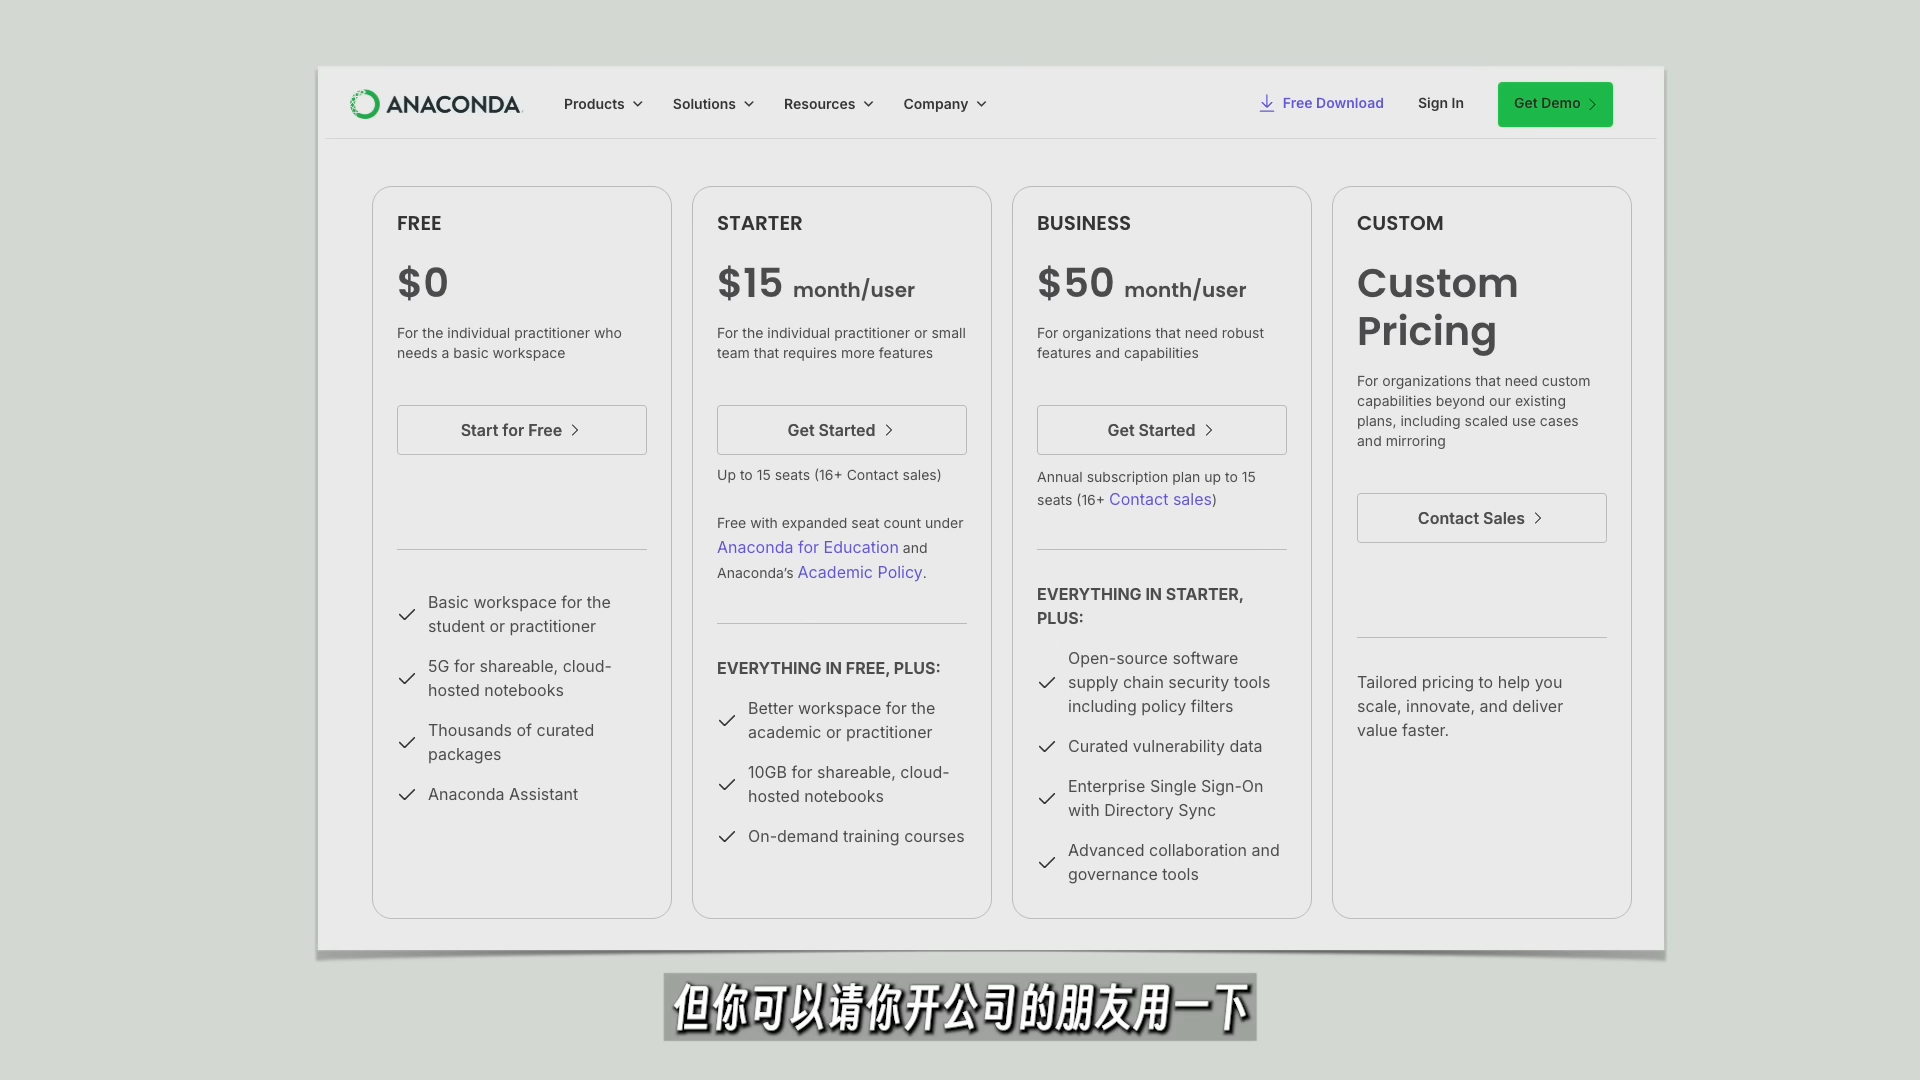 ANACONDA
Products
Solutions
Resources
Company
Free Download
Sign In
Get Demo
FREE
$0
For the individual practitioner who
needs a basic workspace
Start for Free
Basic workspace for the
student or practitioner
5G for shareable, cloud-
hosted notebooks
Thousands of curated
packages
Anaconda Assistant
STARTER
$15 month/user
For the individual practitioner or small
team that requires more features
Get Started
Up to 15 seats (16+ Contact sales)
Free with expanded seat count under
Anaconda for Education and
Anaconda’s Academic Policy.
EVERYTHING IN FREE, PLUS:
Better workspace for the
academic or practitioner
10GB for shareable, cloud-
hosted notebooks
On-demand training courses
BUSINESS
$50 month/user
For organizations that need robust
features and capabilities
Get Started
Annual subscription plan up to 15
seats (16+ Contact sales)
EVERYTHING IN STARTER,
PLUS:
Open-source software
supply chain security tools
including policy filters
Curated vulnerability data
Enterprise Single Sign-On
with Directory Sync
Advanced collaboration and
governance tools
CUSTOM
Custom
Pricing
For organizations that need custom
capabilities beyond our existing
plans, including scaled use cases
and mirroring
Contact Sales
Tailored pricing to help you
scale, innovate, and deliver
value faster.
但你可以请你开公司的朋友用一下